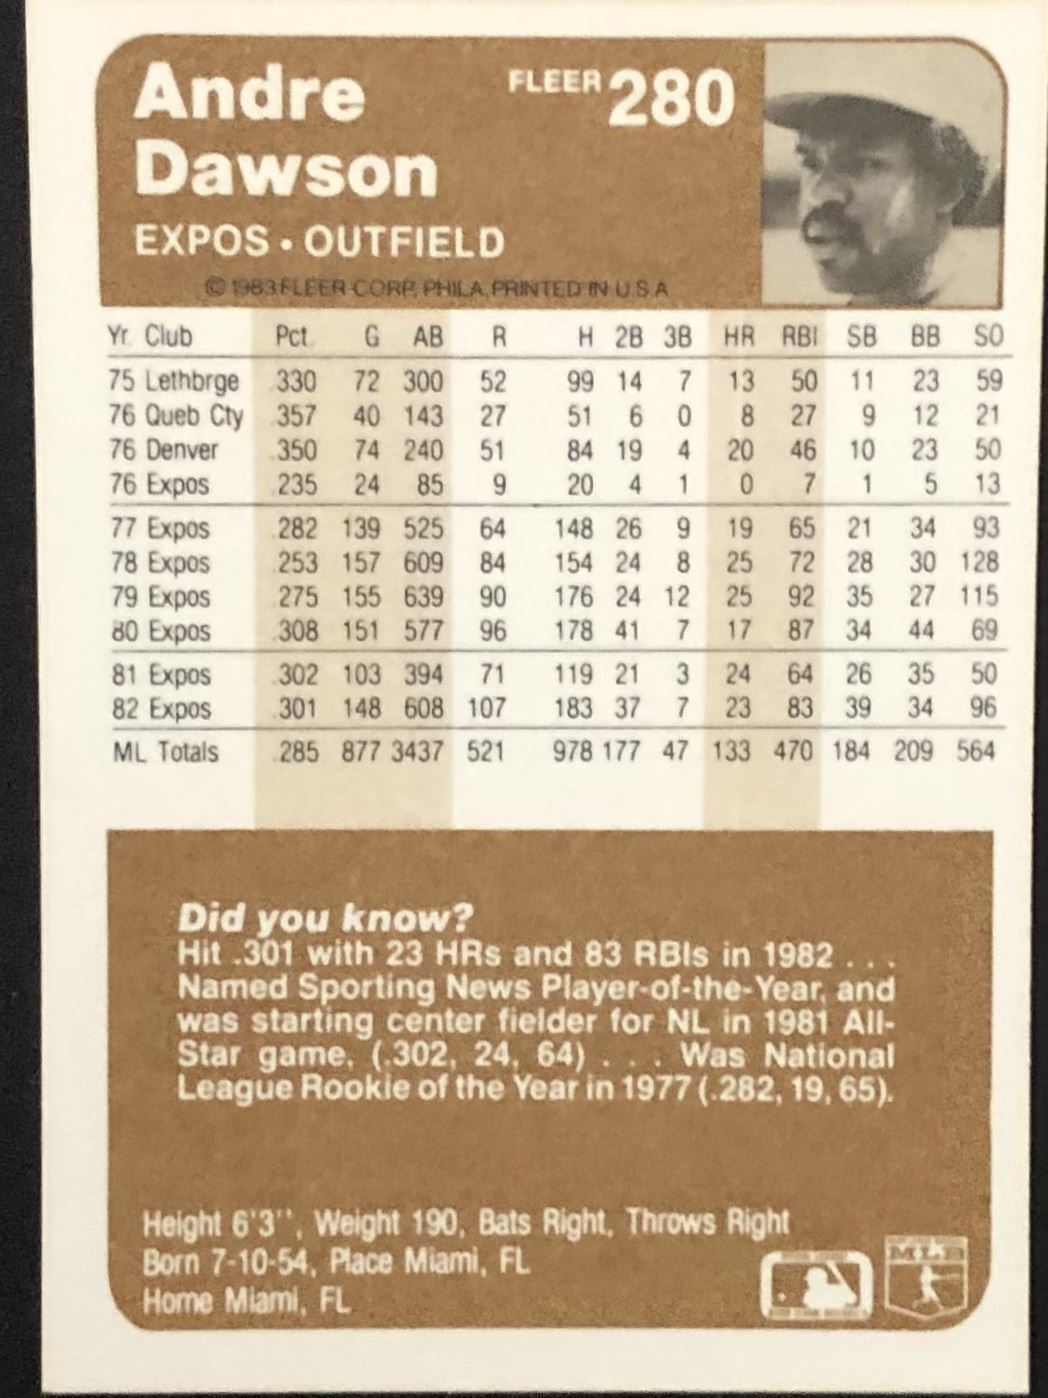 Andre
Dawson
FLEER 280
EXPOS • OUTFIELD
© 1983 FLEER CORP. PHILA. PRINTED IN U.S.A.
Yr. Club Pct. G AB R H 2B 3B HR RBI SB BB SO
75 Lethbrge .330 72 300 52 99 14 7 13 50 11 23 59
76 Queb Cty .357 40 143 27 51 6 0 8 27 9 12 21
76 Denver .350 74 240 51 84 19 4 20 46 10 23 50
76 Expos .235 24 85 9 20 4 1 0 7 1 5 13
77 Expos .282 139 525 64 148 26 9 19 65 21 34 93
78 Expos .253 157 609 84 154 24 8 25 72 28 30 128
79 Expos .275 155 639 90 176 24 12 25 92 35 27 115
80 Expos .308 151 577 96 178 41 7 17 87 34 44 69
81 Expos .302 103 394 71 119 21 3 24 64 26 35 50
82 Expos .301 148 608 107 183 37 7 23 83 39 34 96
ML Totals .285 877 3437 521 978 177 47 133 470 184 209 564
Did you know?
Hit .301 with 23 HRs and 83 RBIs in 1982 . . .
Named Sporting News Player-of-the-Year, and
was starting center fielder for NL in 1981 All-
Star game. (.302, 24, 64) . . . Was National
League Rookie of the Year in 1977 (.282, 19, 65).
Height 6'3'', Weight 190, Bats Right, Throws Right
Born 7-10-54, Place Miami, FL
Home Miami, FL
MLB